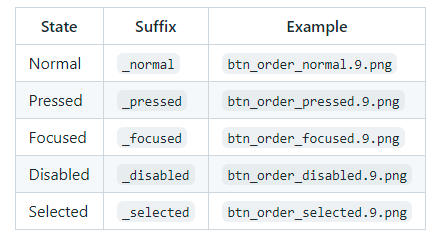 State Suffix Example
Normal _normal btn_order_normal.9.png
Pressed _pressed btn_order_pressed.9.png
Focused _focused btn_order_focused.9.png
Disabled _disabled btn_order_disabled.9.png
Selected _selected btn_order_selected.9.png